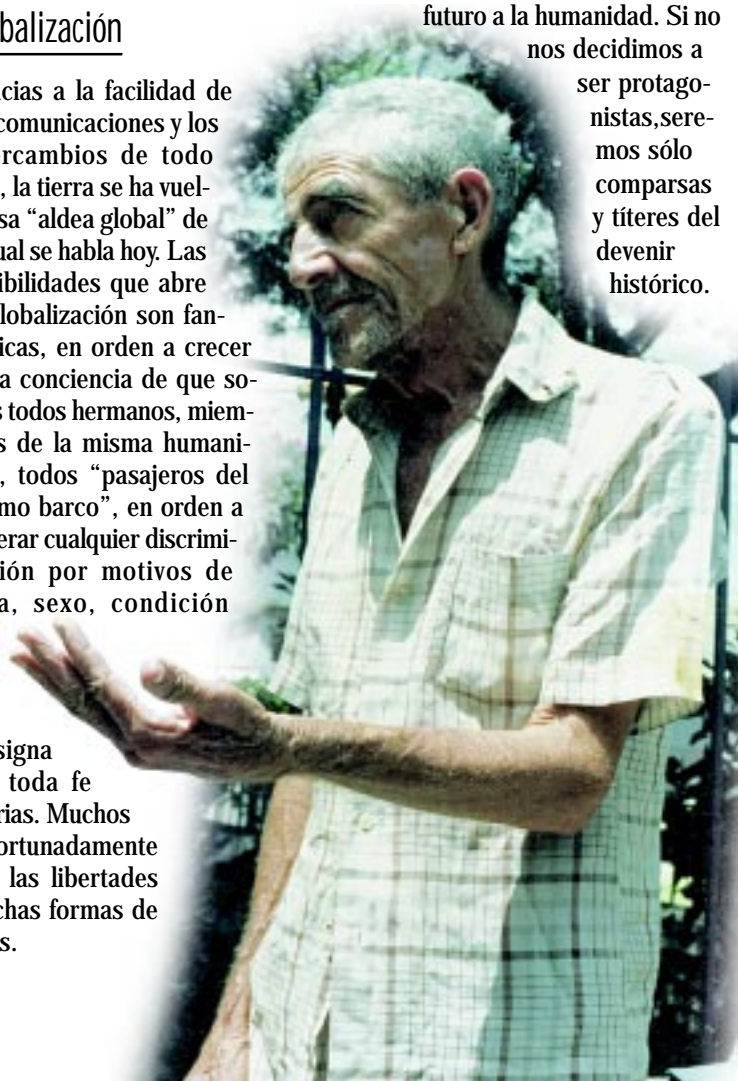 balización
cias a la facilidad de
comunicaciones y los
ercambios de todo
, la tierra se ha vuel-
sa “aldea global” de
ual se habla hoy. Las
ibilidades que abre
lobalización son fan-
icas, en orden a crecer
a conciencia de que so-
s todos hermanos, miem-
s de la misma humani-
, todos “pasajeros del
mo barco”, en orden a
erar cualquier discrimi-
ión por motivos de
a, sexo, condición
signa
toda fe
rias. Muchos
ortunadamente
las libertades
chas formas de
s.
futuro a la humanidad. Si no
nos decidimos a
ser protago-
nistas,sere-
mos sólo
comparsas
y títeres del
devenir
histórico.